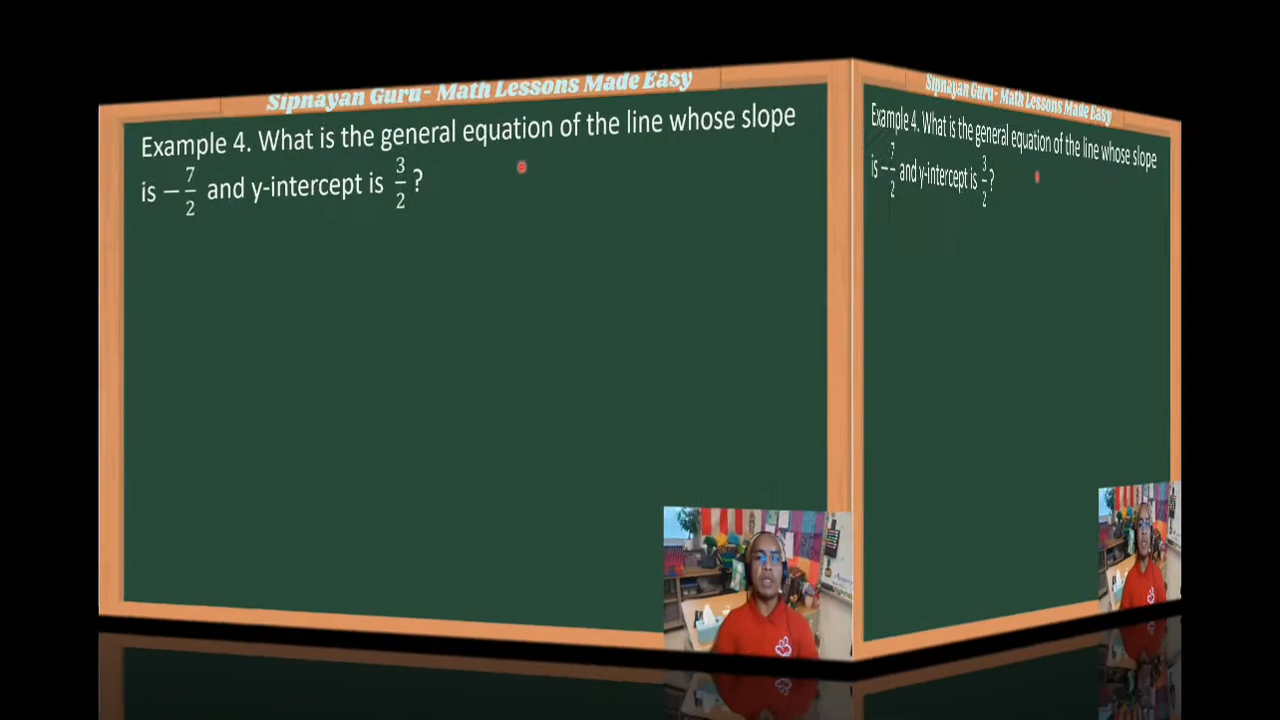 Sipnayan Guru- Math Lessons Made Easy
Example 4. What is the general equation of the line whose slope
is −7/2 and y-intercept is 3/2 ?
Sipnayan Guru- Math Lessons Made Easy
Example 4. What is the general equation of the line whose slope
is −7/2 and y-intercept is 3/2 ?